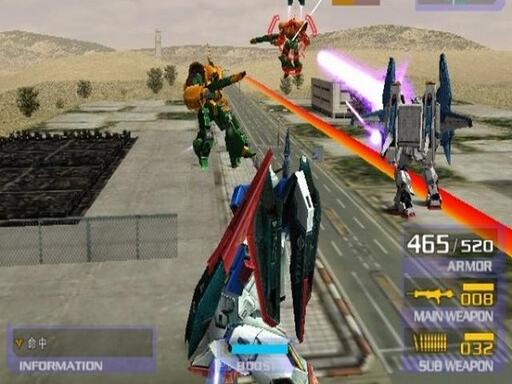 465/520
ARMOR
008
MAIN WEAPON
032
SUB WEAPON
命中
INFORMATION
BOOST